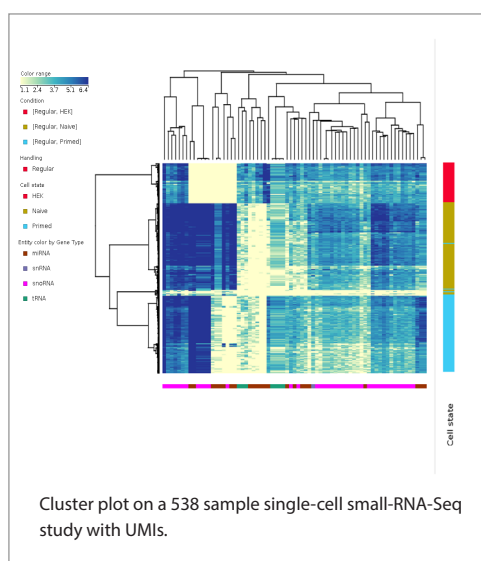 Color range
1.1 2.4 3.7 5.1 6.4
Condition
[Regular, HEK]
[Regular, Naive]
[Regular, Primed]
Handling
Regular
Cell state
HEK
Naive
Primed
Entity color by Gene Type
miRNA
snRNA
snoRNA
tRNA
Cell state
Cluster plot on a 538 sample single-cell small-RNA-Seq
study with UMIs.